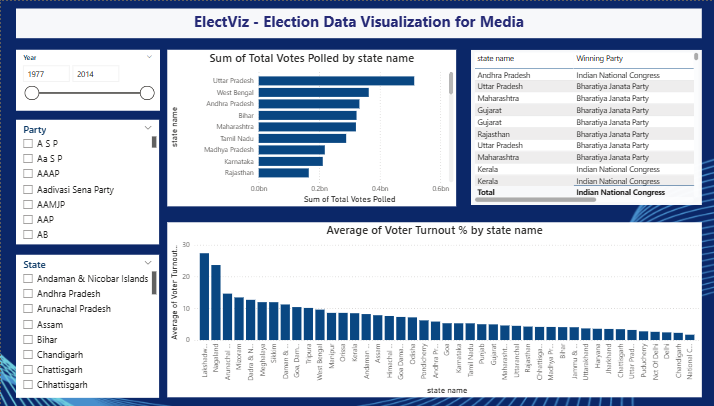 ElectViz - Election Data Visualization for Media
Year
1977 2014
Party
A S P
Aa S P
AAAP
Aadivasi Sena Party
AAMJP
AAP
AB
State
Andaman & Nicobar Islands
Andhra Pradesh
Arunachal Pradesh
Assam
Bihar
Chandigarh
Chattisgarh
Chhattisgarh
Sum of Total Votes Polled by state name
state name
Uttar Pradesh
West Bengal
Andhra Pradesh
Bihar
Maharashtra
Tamil Nadu
Madhya Pradesh
Karnataka
Rajasthan
0.0bn 0.2bn 0.4bn 0.6bn
Sum of Total Votes Polled
state name Winning Party
Andhra Pradesh Indian National Congress
Uttar Pradesh Bharatiya Janata Party
Maharashtra Bharatiya Janata Party
Gujarat Bharatiya Janata Party
Gujarat Bharatiya Janata Party
Rajasthan Bharatiya Janata Party
Uttar Pradesh Bharatiya Janata Party
Maharashtra Bharatiya Janata Party
Kerala Indian National Congress
Kerala Indian National Congress
Total Indian National Congress
Average of Voter Turnout % by state name
Average of Voter Turnout...
30
20
10
0
Lakshadw...
Nagaland
Arunachal ...
Mizoram
Dadra & N...
Meghalaya
Sikkim
Daman & ...
Goa, Dam...
Tripura
West Bengal
Manipur
Orissa
Kerala
Andaman ...
Assam
Himachal ...
Goa Dama...
Odisha
Pondicherry
Andhra Pr...
Goa
Karnataka
Tamil Nadu
Punjab
Gujarat
Maharasht...
Uttaranchal
Rajasthan
Chhattisga...
Madhya Pr...
Bihar
Jammu & ...
Uttarakhand
Haryana
Jharkhand
Chattisgarh
Uttar Prad...
Puducherry
Delhi
Chandigarh
National C...
state name